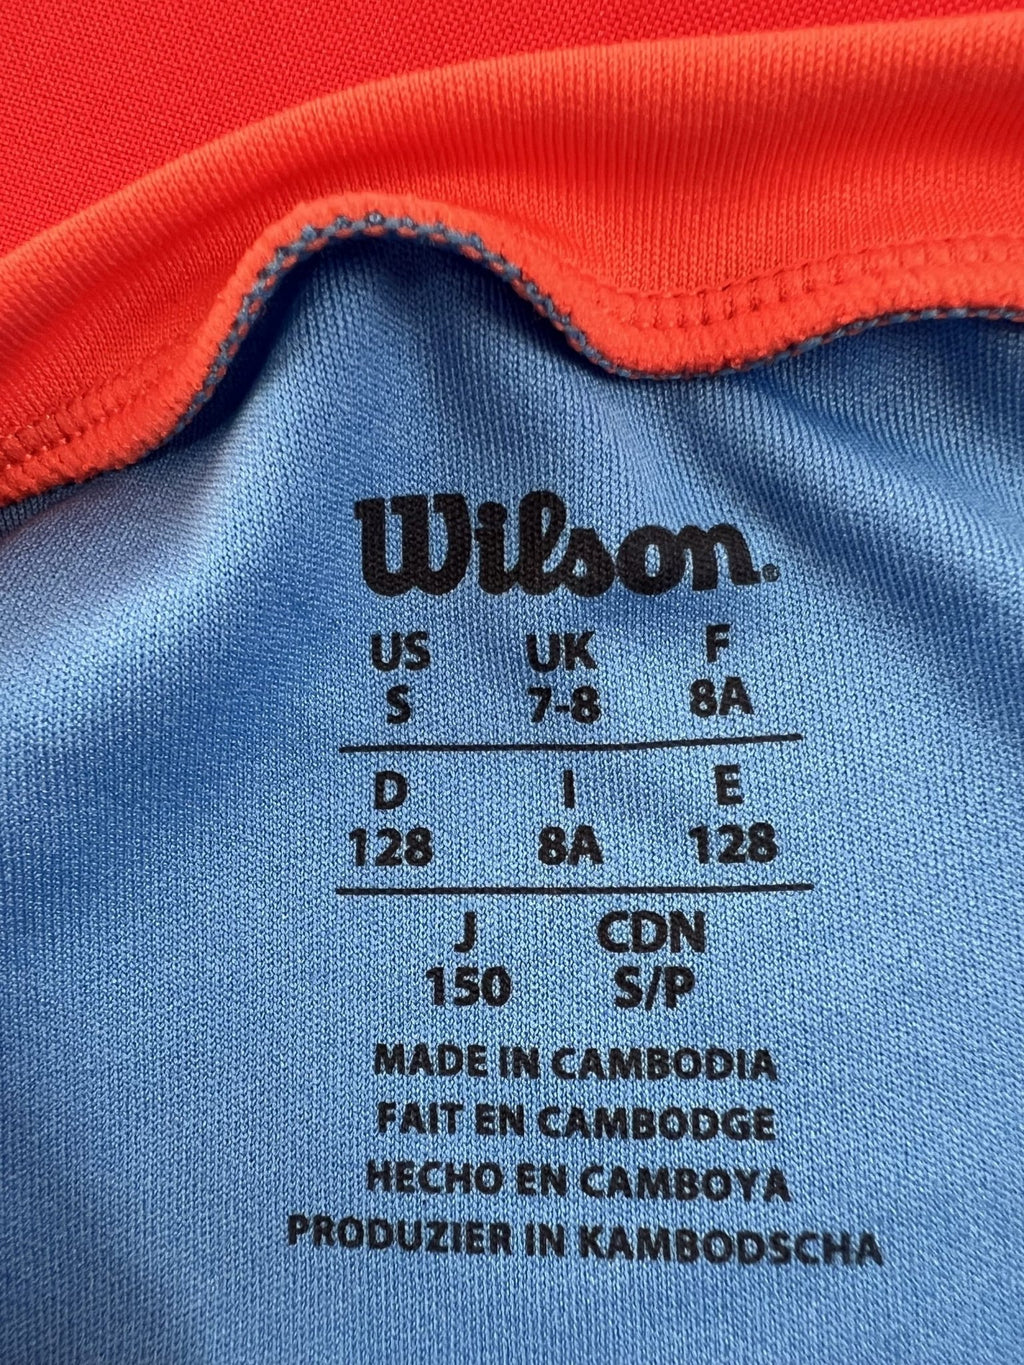 Wilson®
US UK F
S 7-8 8A
D I E
128 8A 128
J CDN
150 S/P
MADE IN CAMBODIA
FAIT EN CAMBODGE
HECHO EN CAMBOYA
PRODUZIER IN KAMBODSCHA